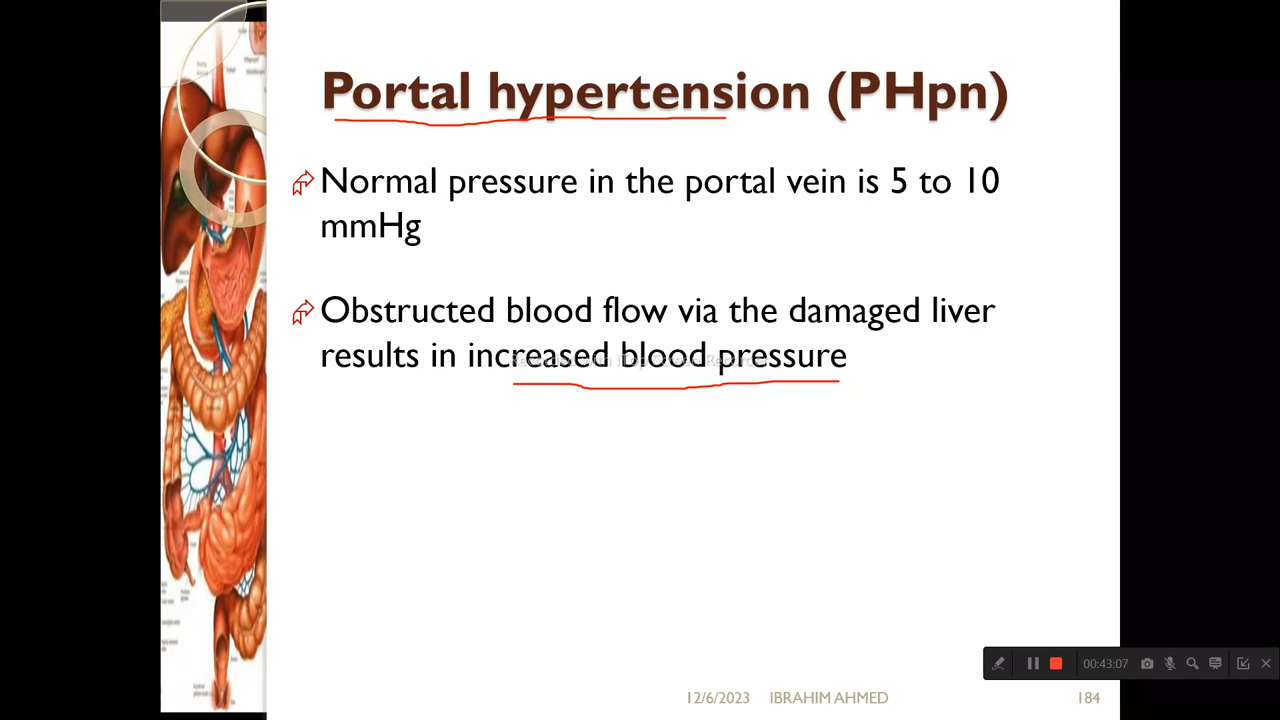 Portal hypertension (PHpn)
Normal pressure in the portal vein is 5 to 10
mmHg
Obstructed blood flow via the damaged liver
results in increased blood pressure
00:43:07
12/6/2023 IBRAHIM AHMED 184